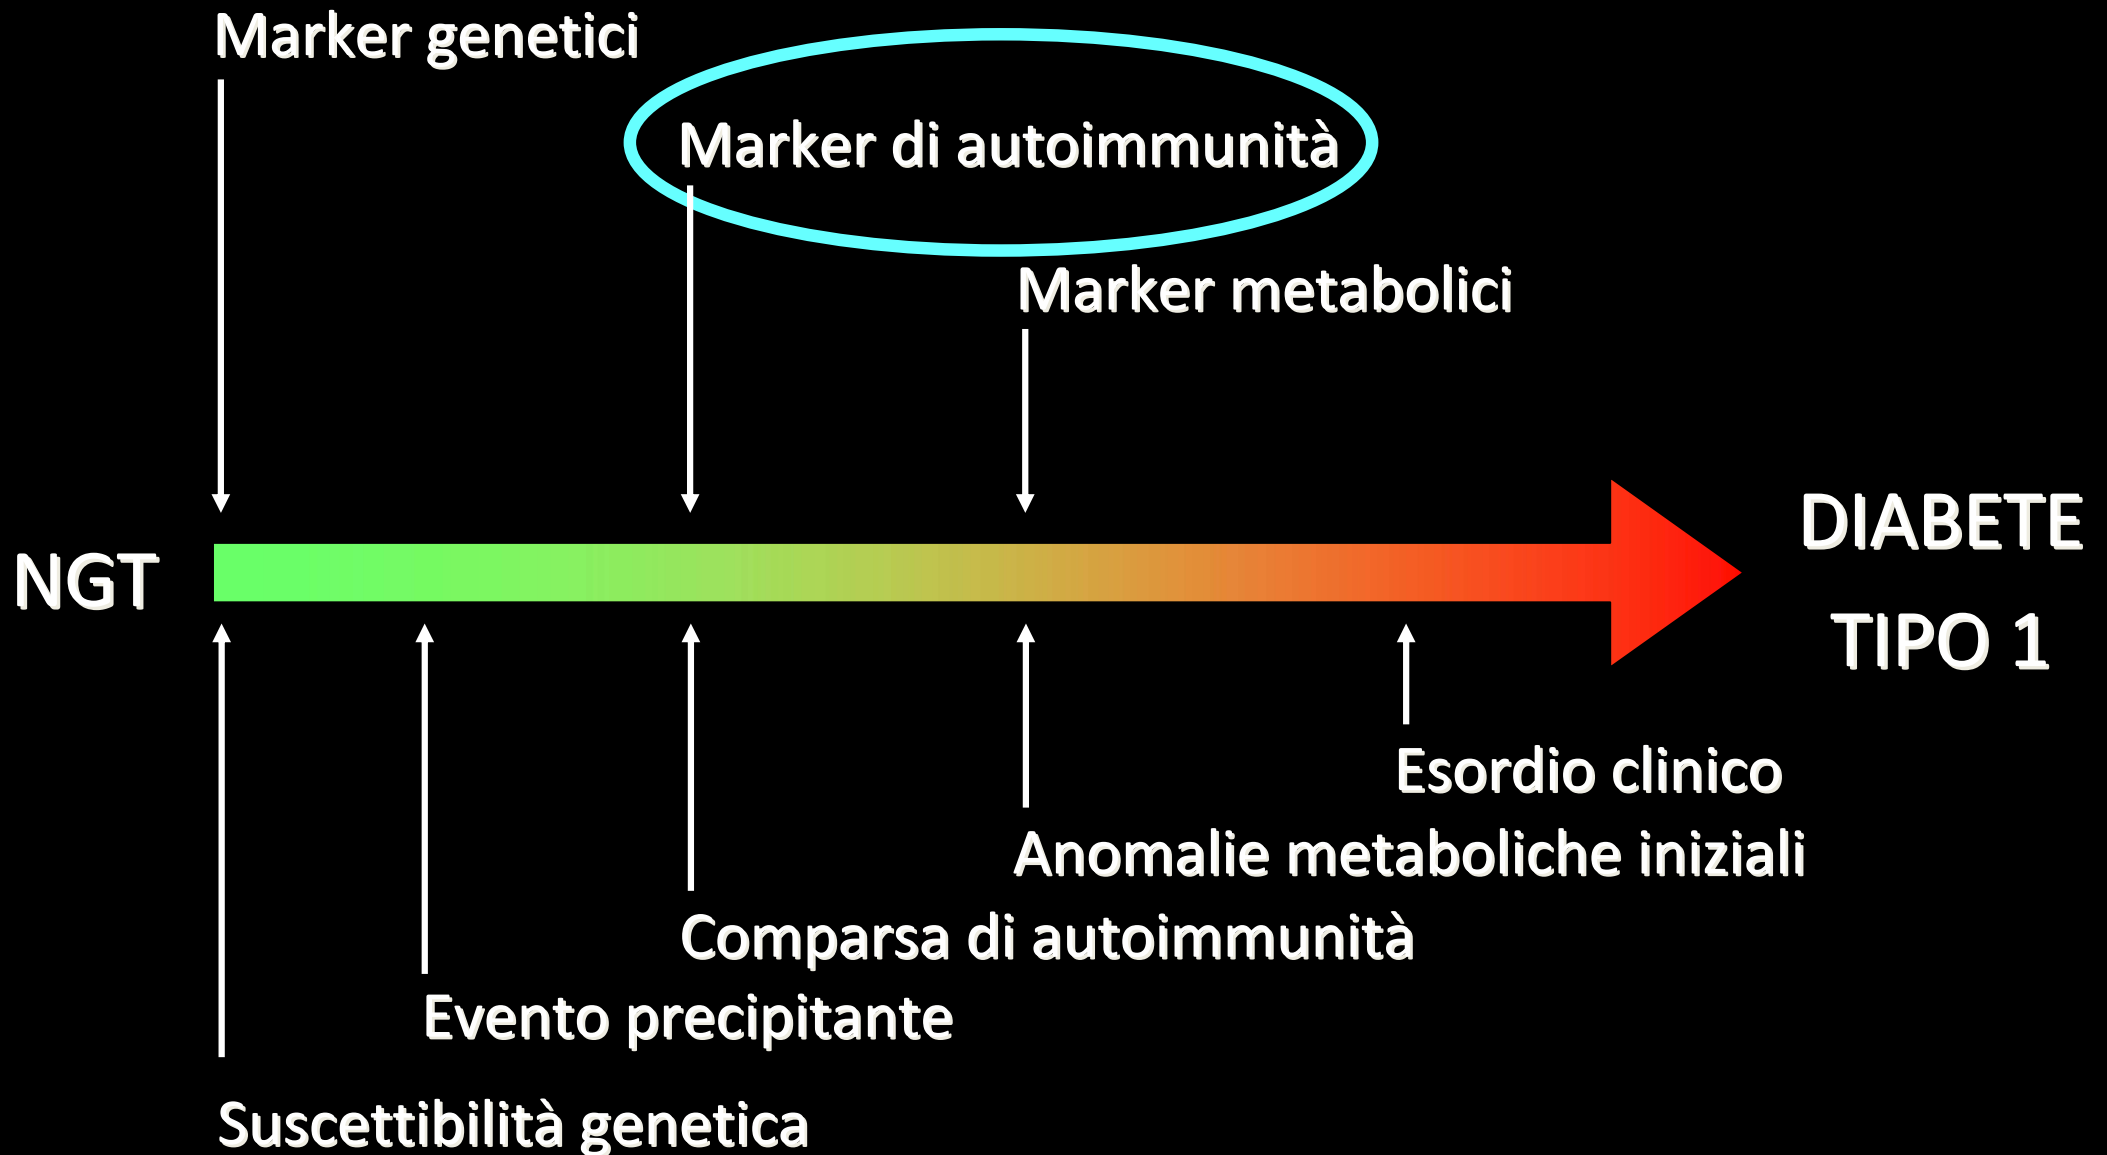 Marker genetici
Marker di autoimmunità
Marker metabolici
NGT
DIABETE
TIPO 1
Esordio clinico
Anomalie metaboliche iniziali
Comparsa di autoimmunità
Evento precipitante
Suscettibilità genetica